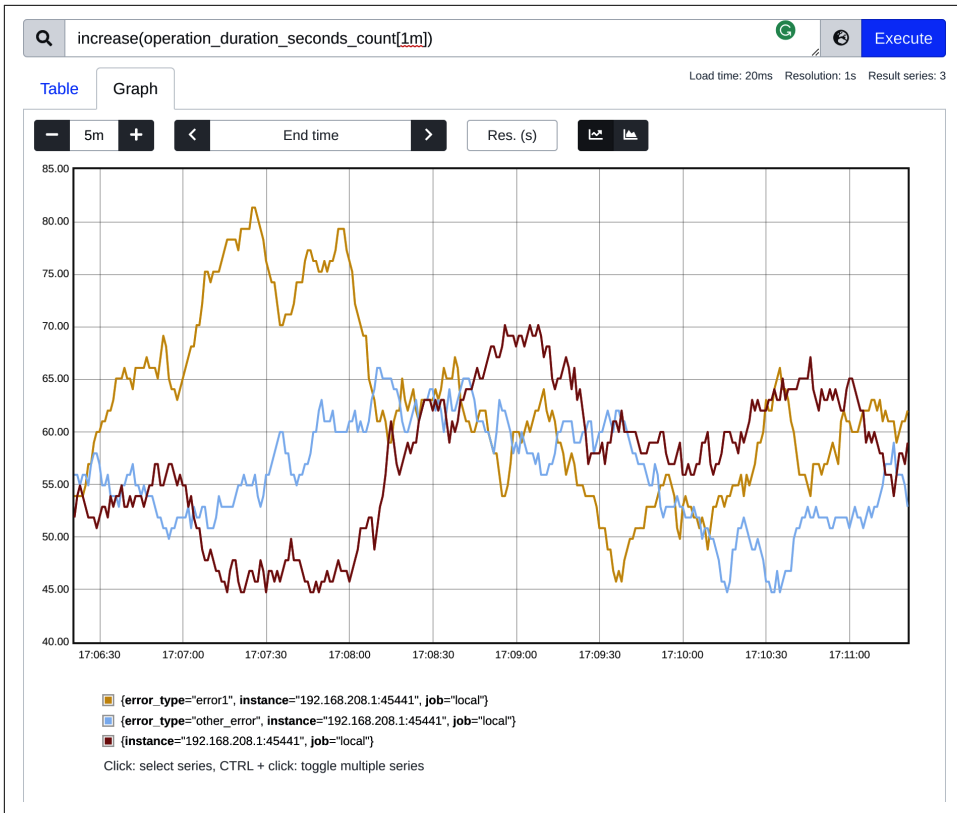 increase(operation_duration_seconds_count[1m])
Execute
Load time: 20ms Resolution: 1s Result series: 3
Table
Graph
5m
End time
Res. (s)
85.00
80.00
75.00
70.00
65.00
60.00
55.00
50.00
45.00
40.00
17:06:30 17:07:00 17:07:30 17:08:00 17:08:30 17:09:00 17:09:30 17:10:00 17:10:30 17:11:00
{error_type="error1", instance="192.168.208.1:45441", job="local"}
{error_type="other_error", instance="192.168.208.1:45441", job="local"}
{instance="192.168.208.1:45441", job="local"}
Click: select series, CTRL + click: toggle multiple series